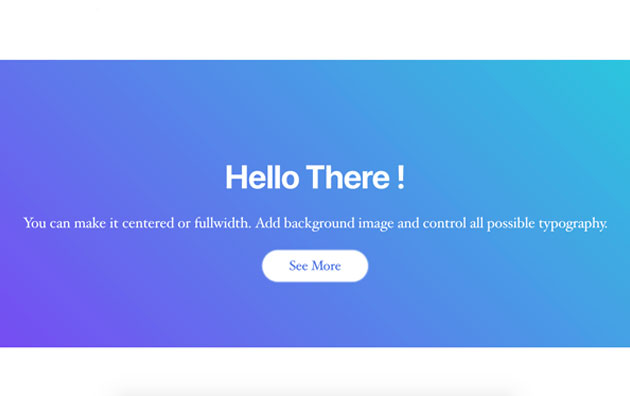 Hello There !
You can make it centered or fullwidth. Add background image and control all possible typography.
See More